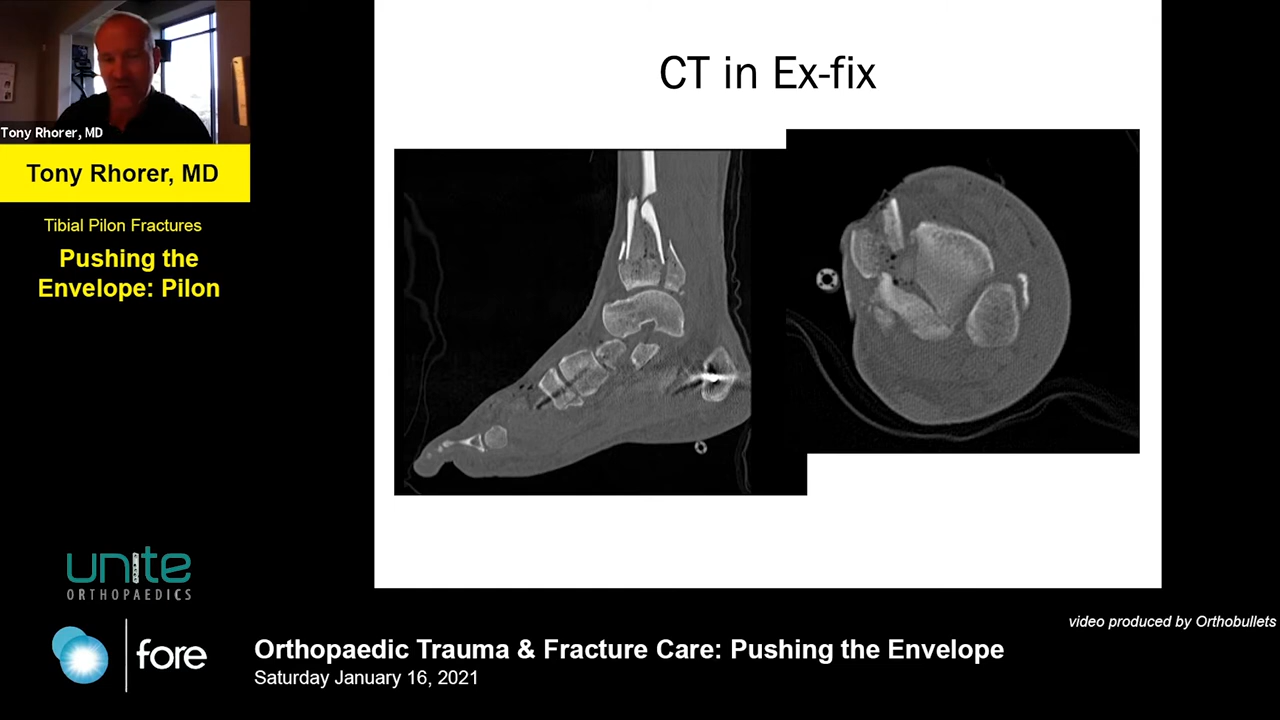 CT in Ex-fix
Tony Rhorer, MD
Tony Rhorer, MD
Tibial Pilon Fractures
Pushing the
Envelope: Pilon
unite
ORTHOPAEDICS
fore
video produced by Orthobullets
Orthopaedic Trauma & Fracture Care: Pushing the Envelope
Saturday January 16, 2021